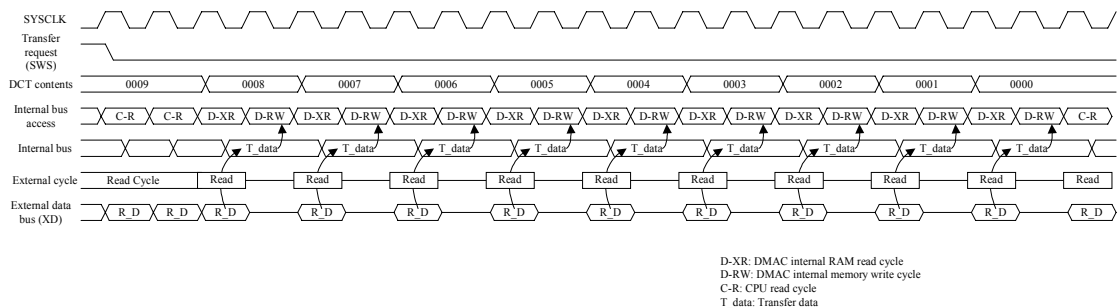 SYSCLK
Transfer
request
(SWS)
DCT contents 0009 0008 0007 0006 0005 0004 0003 0002 0001 0000
Internal bus
access
C-R C-R D-XR D-RW D-XR D-RW D-XR D-RW D-XR D-RW D-XR D-RW D-XR D-RW D-XR D-RW D-XR D-RW D-XR D-RW C-R
Internal bus T_data T_data T_data T_data T_data T_data T_data T_data T_data
External cycle Read Cycle Read Read Read Read Read Read Read Read Read Read
External data
bus (XD)
R_D R_D R_D R_D R_D R_D R_D R_D R_D R_D R_D R_D
D-XR: DMAC internal RAM read cycle
D-RW: DMAC internal memory write cycle
C-R: CPU read cycle
T_data: Transfer data